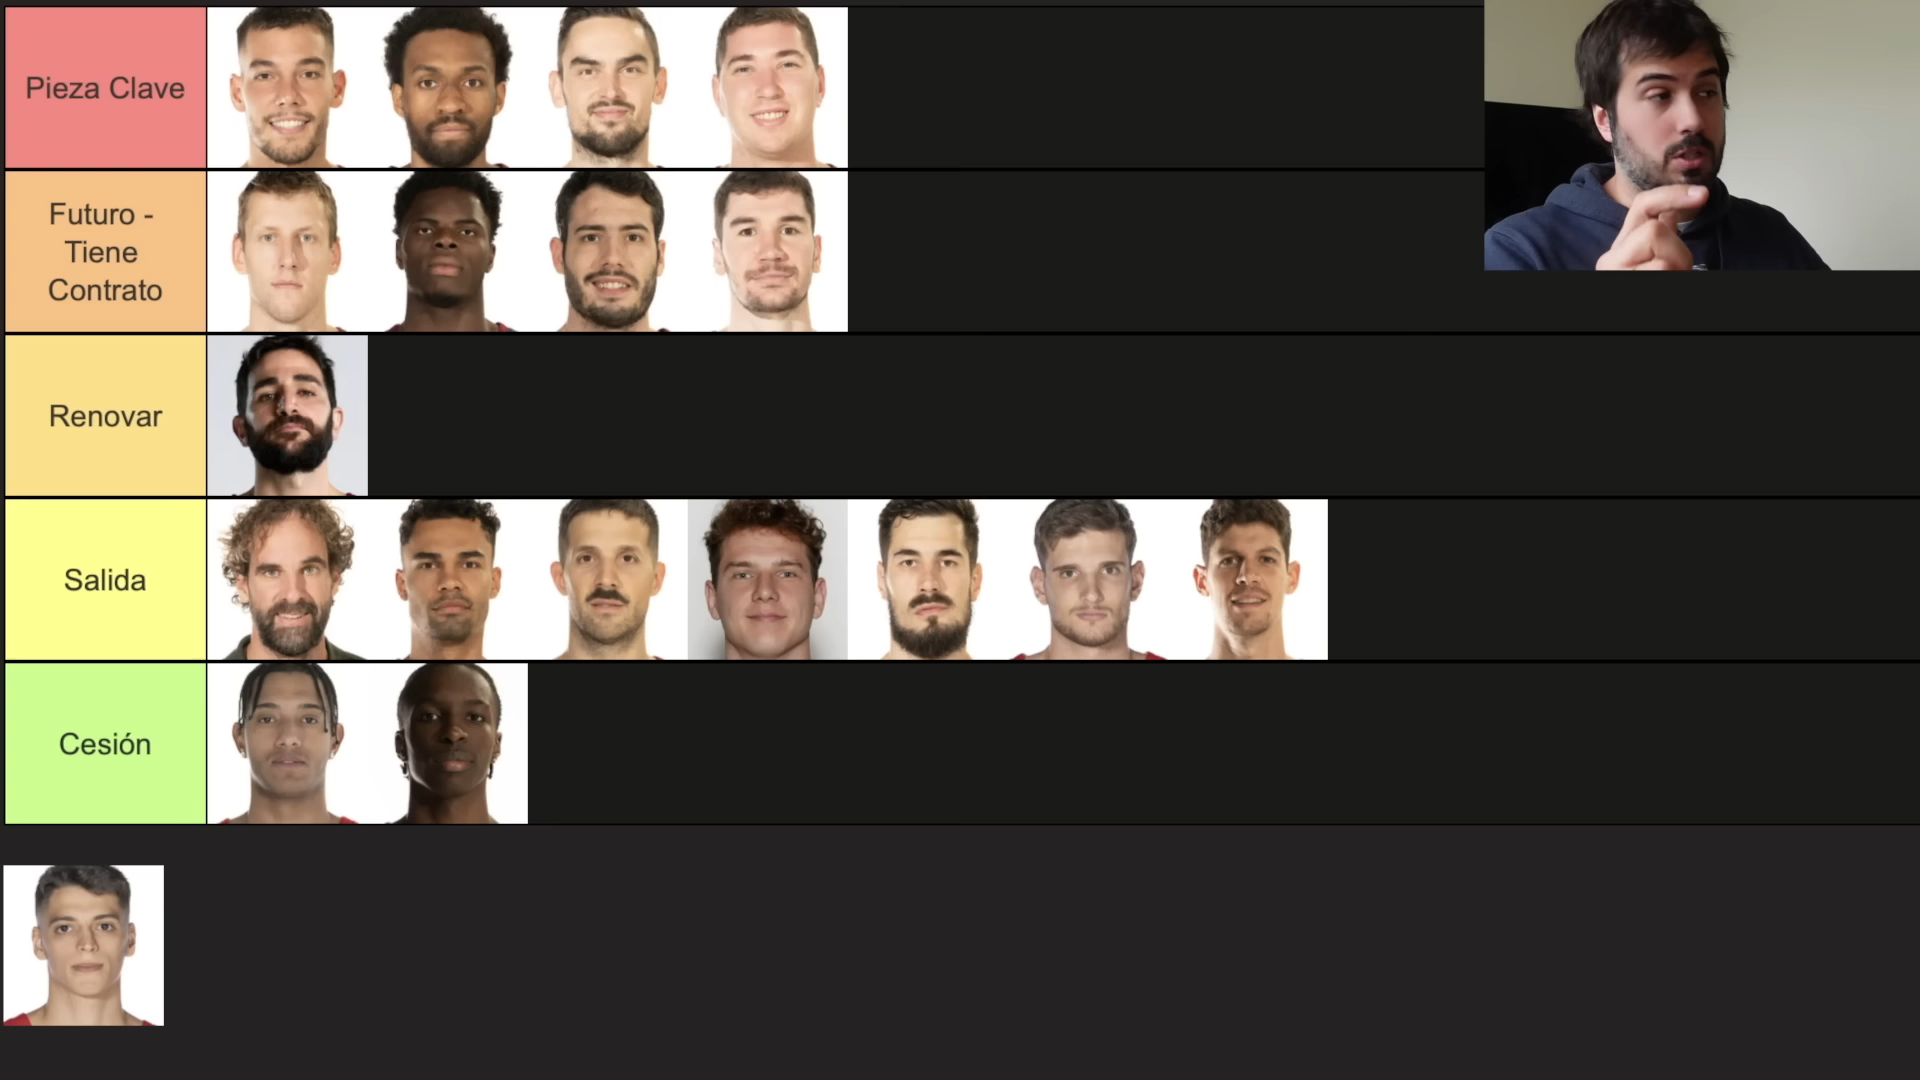 Pieza Clave
Futuro -
Tiene
Contrato
Renovar
Salida
Cesión